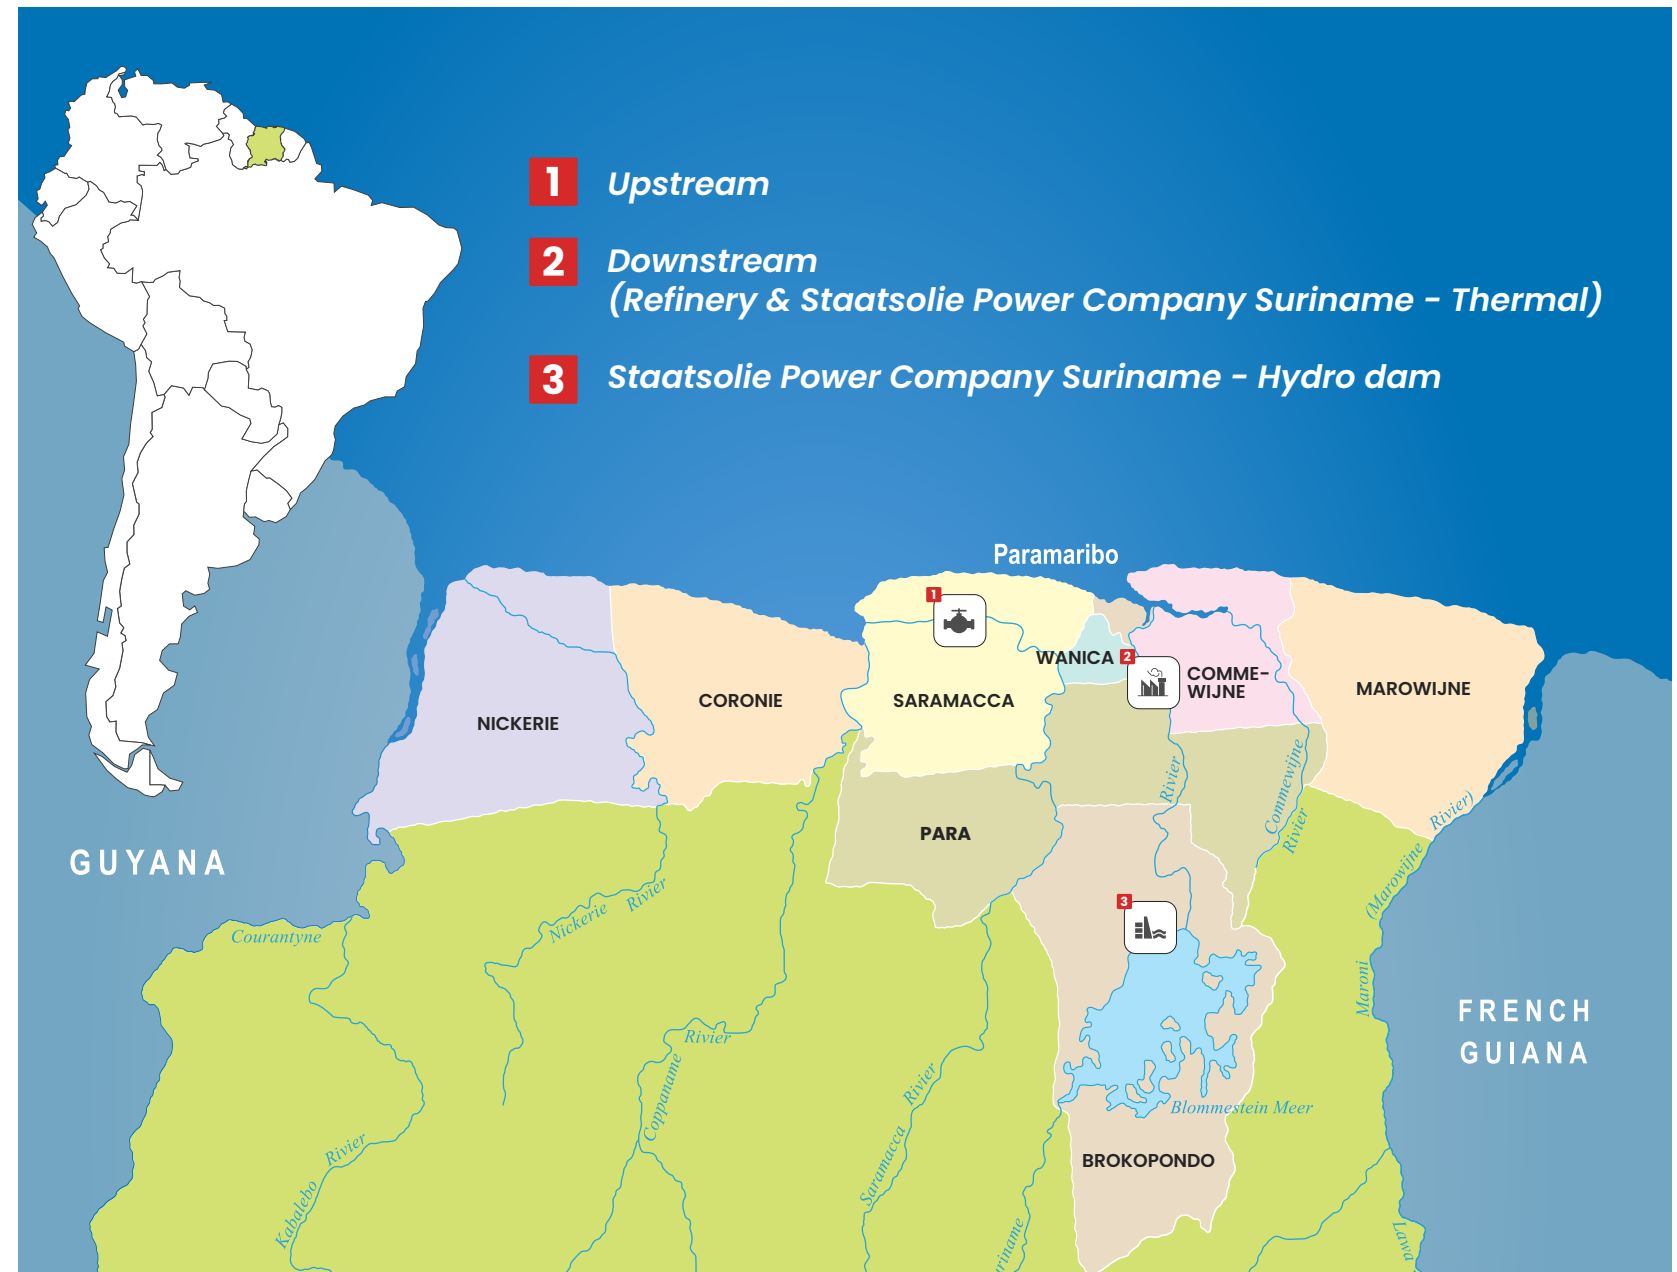 1 Upstream
2 Downstream
(Refinery & Staatsolie Power Company Suriname - Thermal)
3 Staatsolie Power Company Suriname - Hydro dam
Paramaribo
1
WANICA 2
COMME-
WIJNE
NICKERIE
CORONIE
SARAMACCA
MAROWIJNE
Rivier
Commewijne
Rivier
PARA
(Marowijne
Rivier)
GUYANA
Nickerie
Rivier
Courantyne
3
Maroni
FRENCH
GUIANA
Coppaname
Rivier
Saramacca
Rivier
Blommestein Meer
Kabalebo
Rivier
BROKOPONDO
riname
Lawa